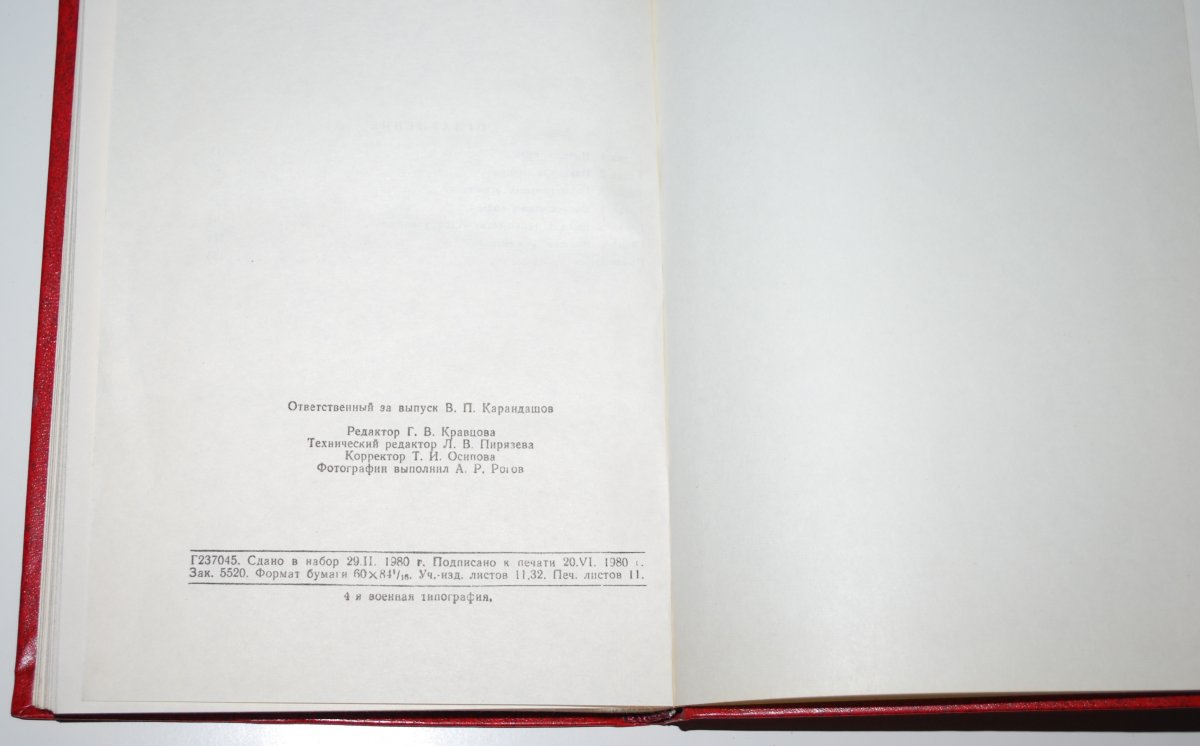 Ответственный за выпуск В. П. Карандашов
Редактор Г. В. Кравцова
Технический редактор Л. В. Пирязева
Корректор Т. И. Осипова
Фотографии выполнил А. Р. Рогов
Г237045. Сдано в набор 29.II. 1980 г. Подписано к печати 20.VI. 1980 г.
Зак. 5520. Формат бумаги 60×84¹/₁₆. Уч.-изд. листов 11,32. Печ. листов 11.
4 я военная типография.